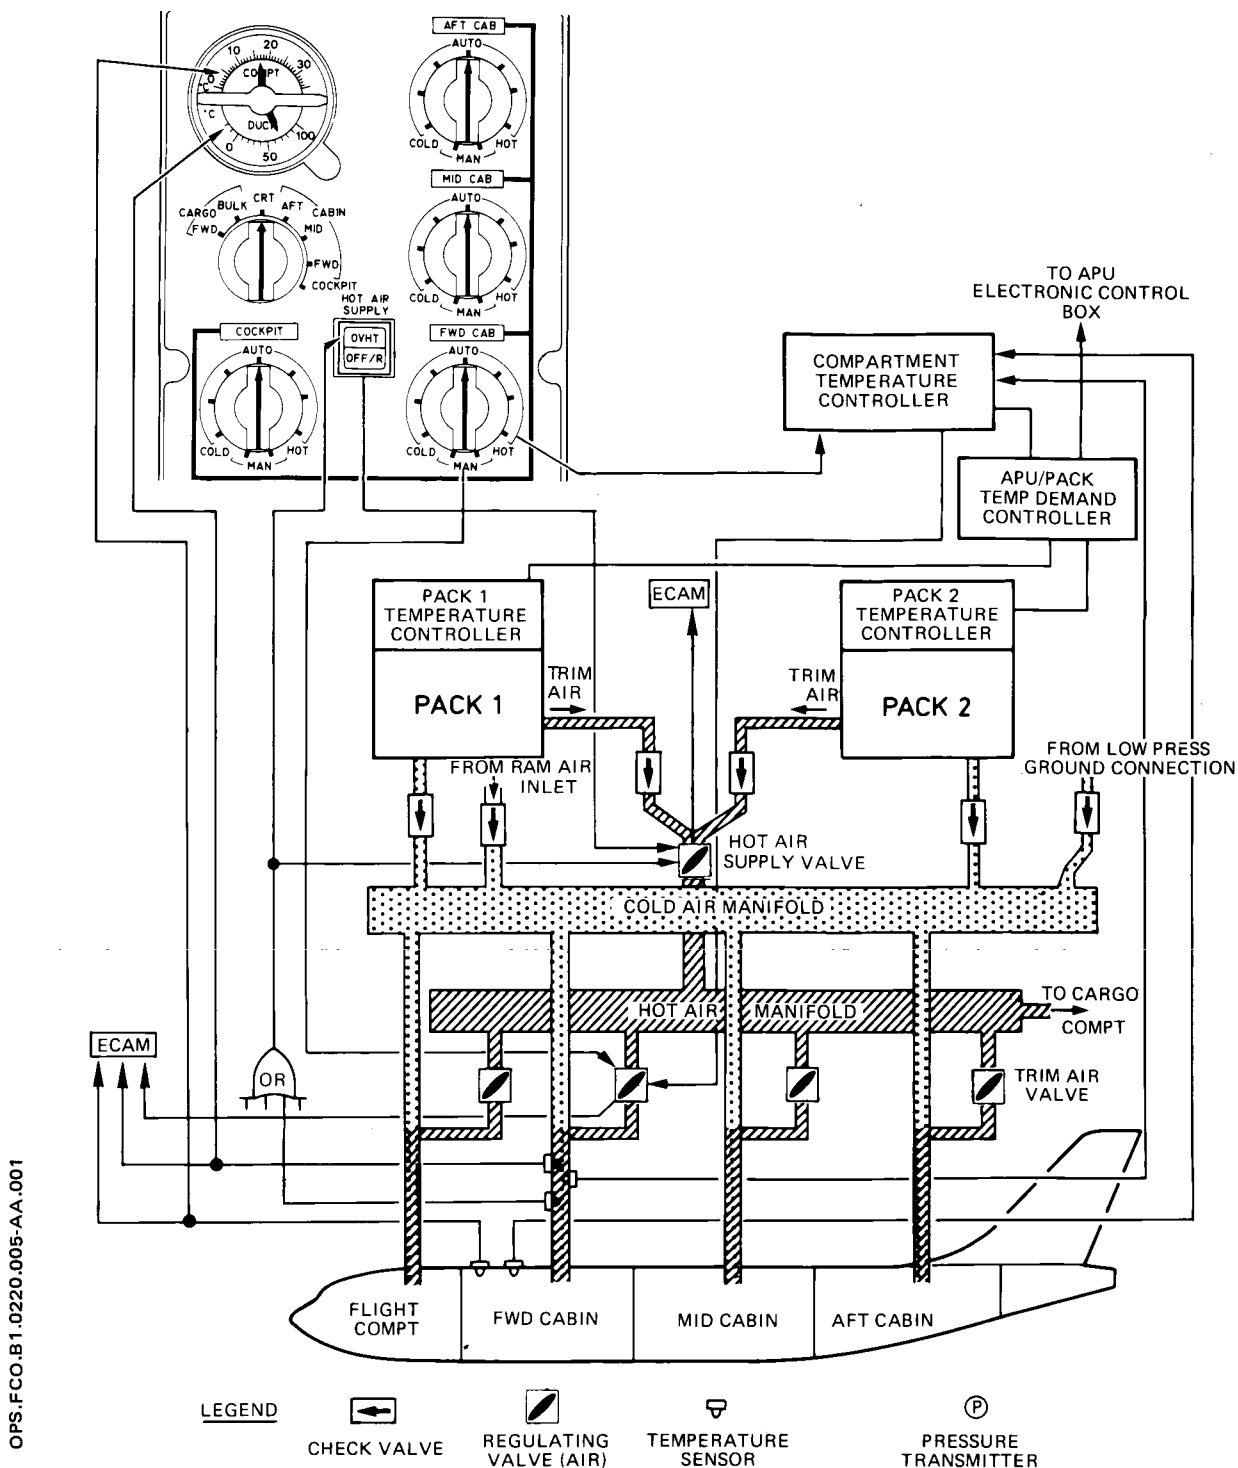 AFT CAB
AUTO
COLD
HOT
MAN
10
20
30
0
°C
COMPT
°C
DUCT
0
50
100
MID CAB
AUTO
COLD
HOT
MAN
CARGO
BULK
CRT
AFT
CABIN
FWD
MID
FWD
COCKPIT
HOT AIR
SUPPLY
OVHT
OFF/R
COCKPIT
AUTO
COLD
HOT
MAN
FWD CAB
AUTO
COLD
HOT
MAN
TO APU
ELECTRONIC CONTROL
BOX
COMPARTMENT
TEMPERATURE
CONTROLLER
APU/PACK
TEMP DEMAND
CONTROLLER
PACK 1
TEMPERATURE
CONTROLLER
PACK 1
ECAM
PACK 2
TEMPERATURE
CONTROLLER
PACK 2
TRIM
AIR
TRIM
AIR
FROM RAM AIR
INLET
FROM LOW PRESS
GROUND CONNECTION
HOT AIR
SUPPLY VALVE
COLD AIR MANIFOLD
HOT AIR MANIFOLD
TO CARGO
COMPT
ECAM
OR
TRIM AIR
VALVE
FLIGHT
COMPT
FWD CABIN
MID CABIN
AFT CABIN
LEGEND
CHECK VALVE
REGULATING
VALVE (AIR)
TEMPERATURE
SENSOR
P
PRESSURE
TRANSMITTER
OPS.FCO.B1.02220.005-AA.001